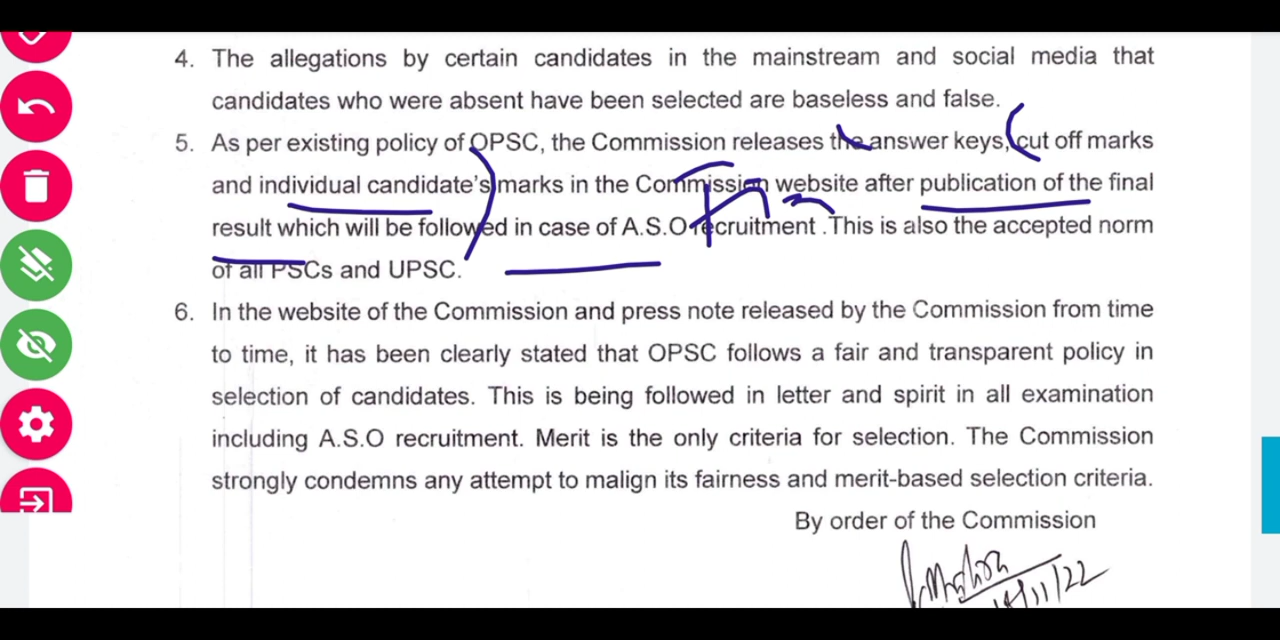 4. The allegations by certain candidates in the mainstream and social media that
candidates who were absent have been selected are baseless and false.
5. As per existing policy of OPSC, the Commission releases the answer keys, cut off marks
and individual candidate's marks in the Commission website after publication of the final
result which will be followed in case of A.S.O recruitment .This is also the accepted norm
of all PSCs and UPSC.
6. In the website of the Commission and press note released by the Commission from time
to time, it has been clearly stated that OPSC follows a fair and transparent policy in
selection of candidates. This is being followed in letter and spirit in all examination
including A.S.O recruitment. Merit is the only criteria for selection. The Commission
strongly condemns any attempt to malign its fairness and merit-based selection criteria.
By order of the Commission
/11/22